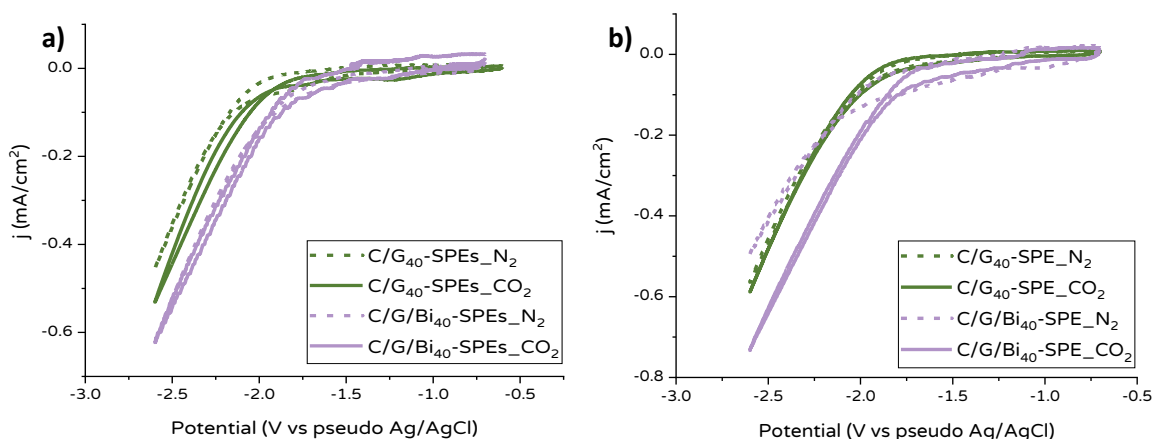 a)
0.0
-0.2
-0.4
-0.6
j (mA/cm²)
C/G₄₀-SPEs_N₂
C/G₄₀-SPEs_CO₂
C/G/Bi₄₀-SPEs_N₂
C/G/Bi₄₀-SPEs_CO₂
-3.0 -2.5 -2.0 -1.5 -1.0 -0.5
Potential (V vs pseudo Ag/AgCl)
b)
0.0
-0.2
-0.4
-0.6
-0.8
j (mA/cm²)
C/G₄₀-SPE_N₂
C/G₄₀-SPE_CO₂
C/G/Bi₄₀-SPE_N₂
C/G/Bi₄₀-SPE_CO₂
-3.0 -2.5 -2.0 -1.5 -1.0 -0.5
Potential (V vs pseudo Ag/AgCl)